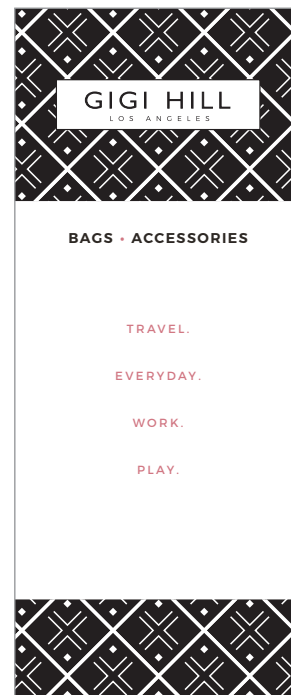 GIGI HILL
LOS ANGELES
BAGS • ACCESSORIES
TRAVEL.
EVERYDAY.
WORK.
PLAY.